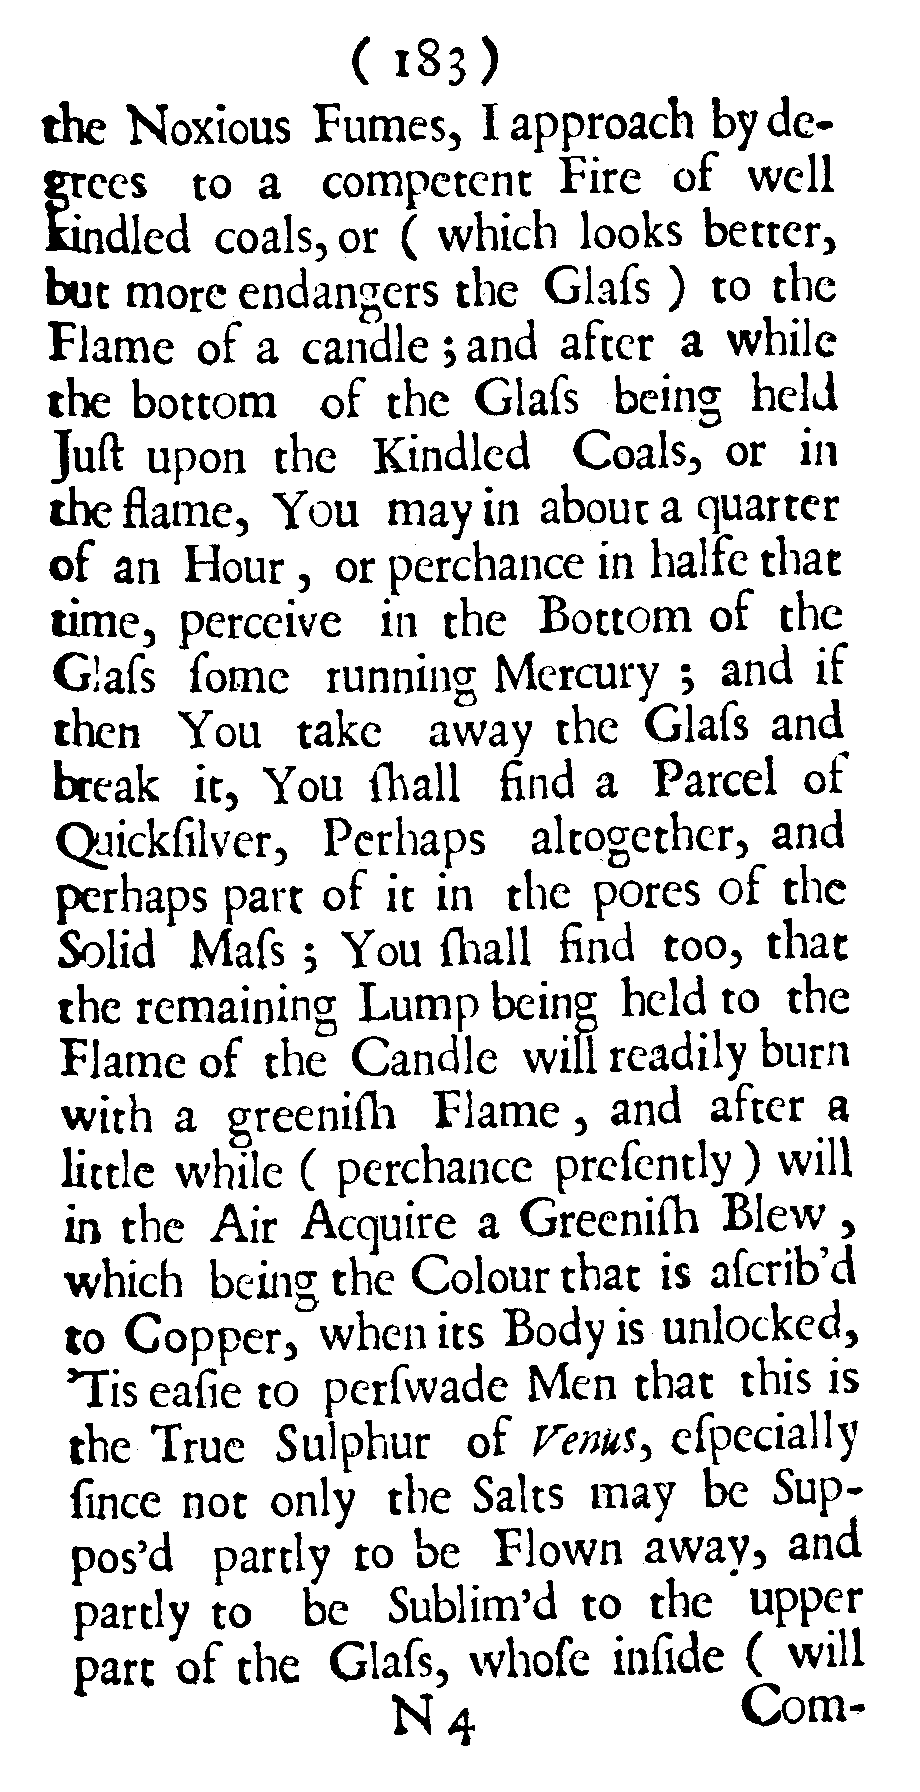 ( 183 )
the Noxious Fumes, I approach by de-
grees to a competent Fire of well
kindled coals, or ( which looks better,
but more endangers the Glaſs ) to the
Flame of a candle ; and after a while
the bottom of the Glaſs being held
Juſt upon the Kindled Coals, or in
the flame, You may in about a quarter
of an Hour , or perchance in halfe that
time, perceive in the Bottom of the
Glaſs ſome running Mercury ; and if
then You take away the Glaſs and
break it, You ſhall find a Parcel of
Quickſilver, Perhaps altogether, and
perhaps part of it in the pores of the
Solid Maſs ; You ſhall find too, that
the remaining Lump being held to the
Flame of the Candle will readily burn
with a greeniſh Flame , and after a
little while ( perchance preſently ) will
in the Air Acquire a Greeniſh Blew ,
which being the Colour that is aſcrib'd
to Copper, when its Body is unlocked,
'Tis eaſie to perſwade Men that this is
the True Sulphur of Venus, eſpecially
ſince not only the Salts may be Sup-
pos'd partly to be Flown away, and
partly to be Sublim'd to the upper
part of the Glaſs, whoſe inſide ( will
N 4 Com-